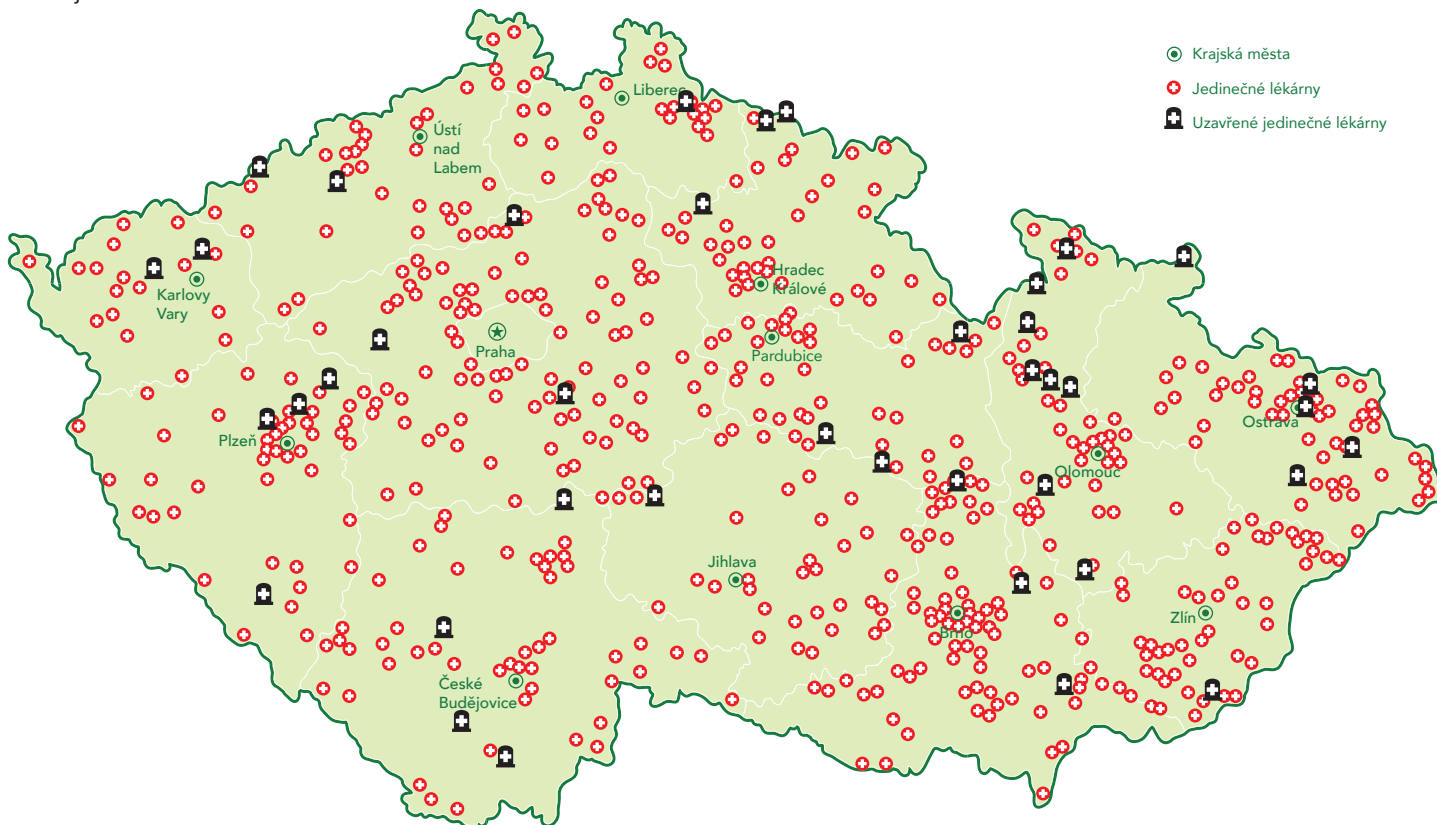 Krajská města
Jedinečné lékárny
Uzavřené jedinečné lékárny
Liberec
Ústí
nad
Labem
Karlovy
Vary
Hradec
Králové
Praha
Pardubice
Plzeň
Ostrava
Olomouc
Jihlava
Zlín
Brno
České
Budějovice